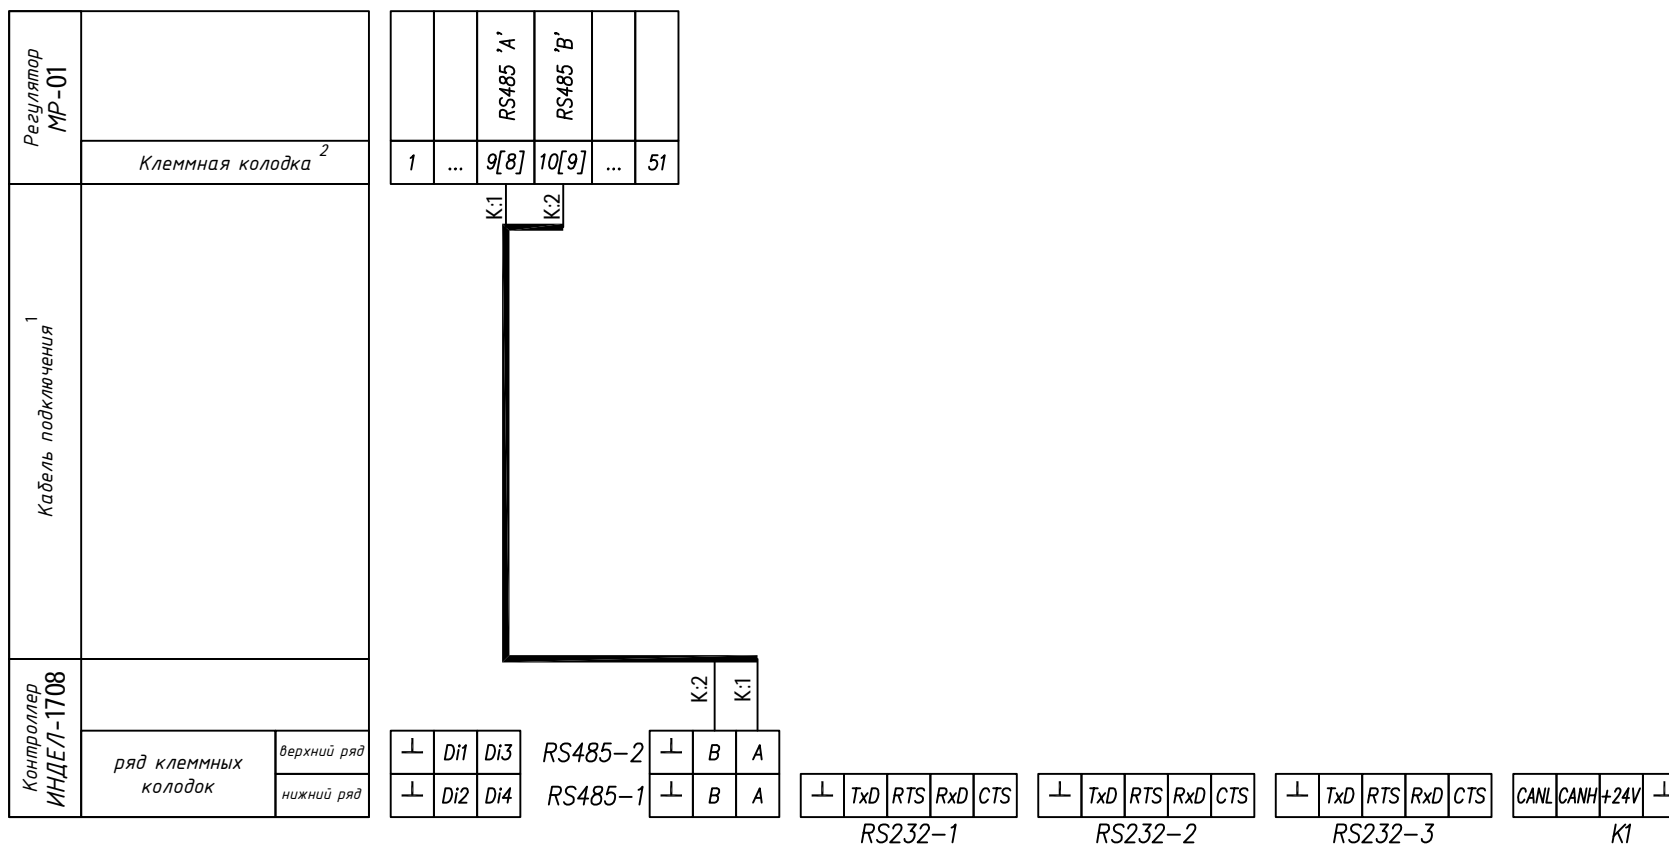 Регулятор
МР-01
Клеммная колодка 2
RS485 'A'
RS485 'B'
1 ... 9[8] 10[9] ... 51
K:1
K:2
Кабель подключения 1
K:2
K:1
Контроллер
ИНДЕЛ-1708
ряд клеммных
колодок
верхний ряд
нижний ряд
⊥ Di1 Di3 RS485-2 ⊥ B A
⊥ Di2 Di4 RS485-1 ⊥ B A
⊥ TxD RTS RxD CTS
RS232-1
⊥ TxD RTS RxD CTS
RS232-2
⊥ TxD RTS RxD CTS
RS232-3
CANL CANH +24V ⊥
K1